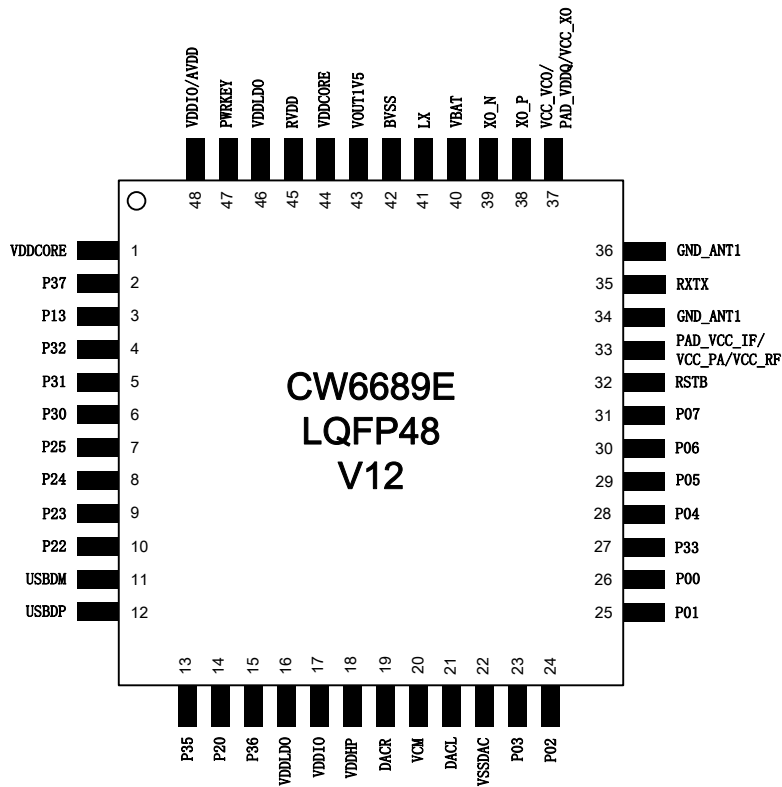 VDDIO/AVDD
PWRKEY
VDDLDO
RVDD
VDDCORE
VOUT1V5
BVSS
LX
VBAT
XO_N
XO_P
VCC_VCO/
PAD_VDDQ/VCC_XO
48 47 46 45 44 43 42 41 40 39 38 37
VDDCORE 1
P37 2
P13 3
P32 4
P31 5
P30 6
P25 7
P24 8
P23 9
P22 10
USBDM 11
USBDP 12
CW6689E
LQFP48
V12
36 GND_ANT1
35 RXTX
34 GND_ANT1
33 PAD_VCC_IF/
VCC_PA/VCC_RF
32 RSTB
31 P07
30 P06
29 P05
28 P04
27 P33
26 P00
25 P01
13 14 15 16 17 18 19 20 21 22 23 24
P35
P20
P36
VDDLDO
VDDIO
VDDHP
DACR
VCM
DACL
VSSDAC
P03
P02